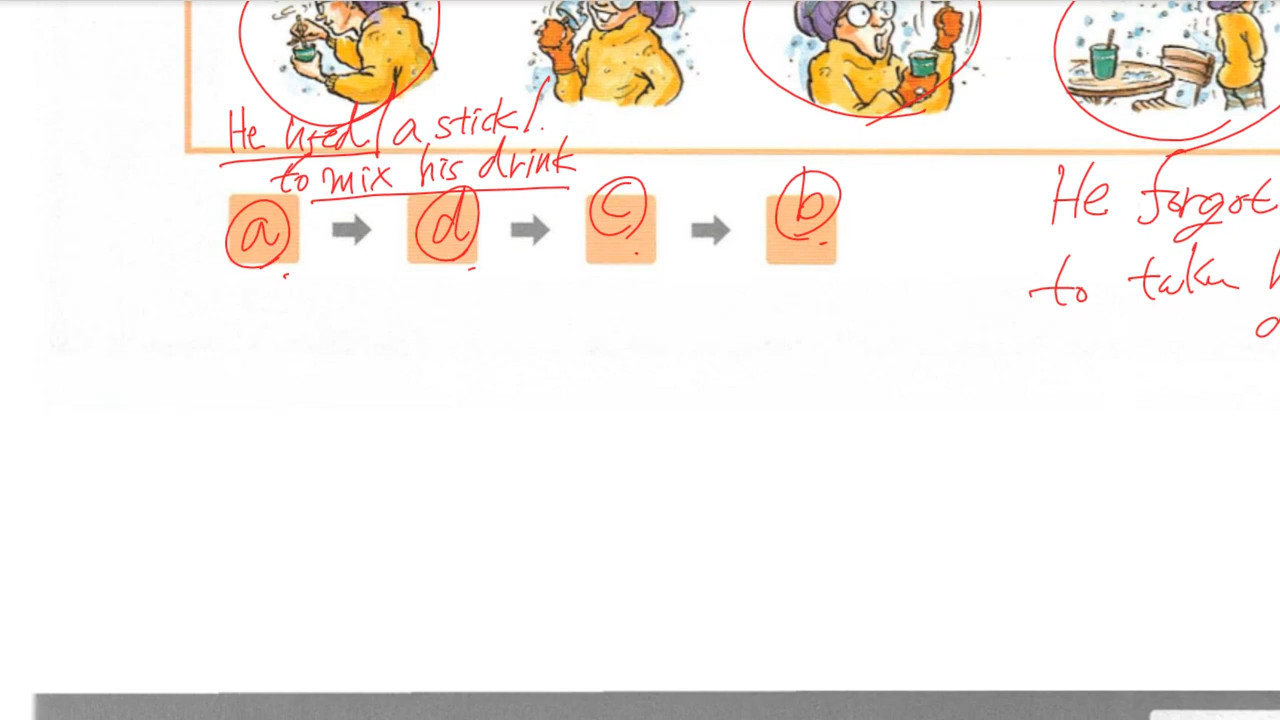 He used a stick.
to mix his drink
a d c b
He forgot
to take